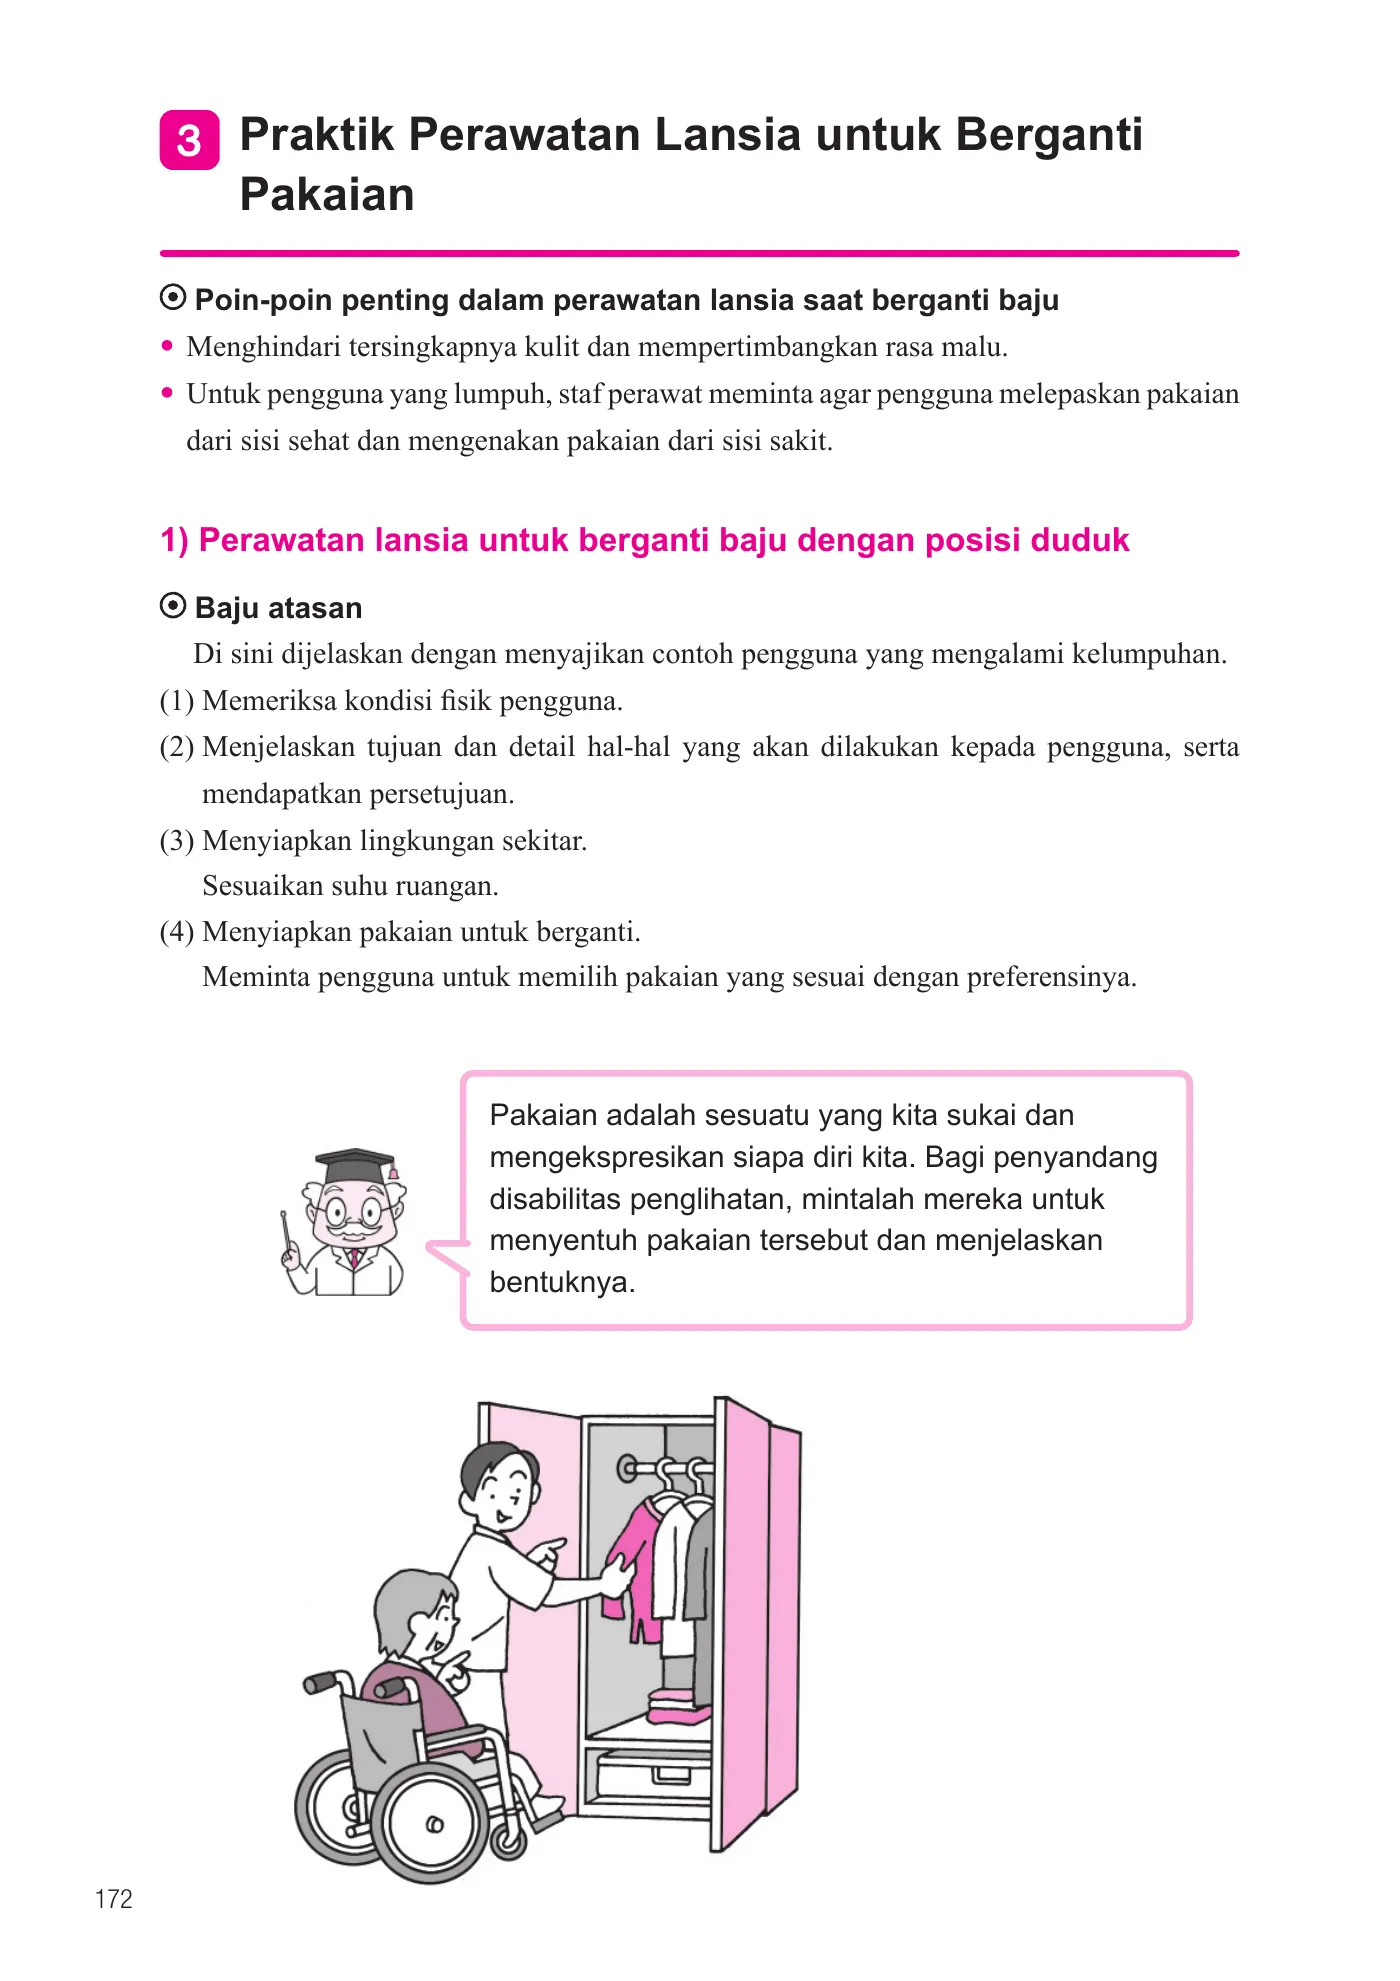 3 Praktik Perawatan Lansia untuk Berganti
Pakaian
Poin-poin penting dalam perawatan lansia saat berganti baju
• Menghindari tersingkapnya kulit dan mempertimbangkan rasa malu.
• Untuk pengguna yang lumpuh, staf perawat meminta agar pengguna melepaskan pakaian
dari sisi sehat dan mengenakan pakaian dari sisi sakit.
1) Perawatan lansia untuk berganti baju dengan posisi duduk
Baju atasan
Di sini dijelaskan dengan menyajikan contoh pengguna yang mengalami kelumpuhan.
(1) Memeriksa kondisi fisik pengguna.
(2) Menjelaskan tujuan dan detail hal-hal yang akan dilakukan kepada pengguna, serta
mendapatkan persetujuan.
(3) Menyiapkan lingkungan sekitar.
Sesuaikan suhu ruangan.
(4) Menyiapkan pakaian untuk berganti.
Meminta pengguna untuk memilih pakaian yang sesuai dengan preferensinya.
Pakaian adalah sesuatu yang kita sukai dan
mengekspresikan siapa diri kita. Bagi penyandang
disabilitas penglihatan, mintalah mereka untuk
menyentuh pakaian tersebut dan menjelaskan
bentuknya.
172